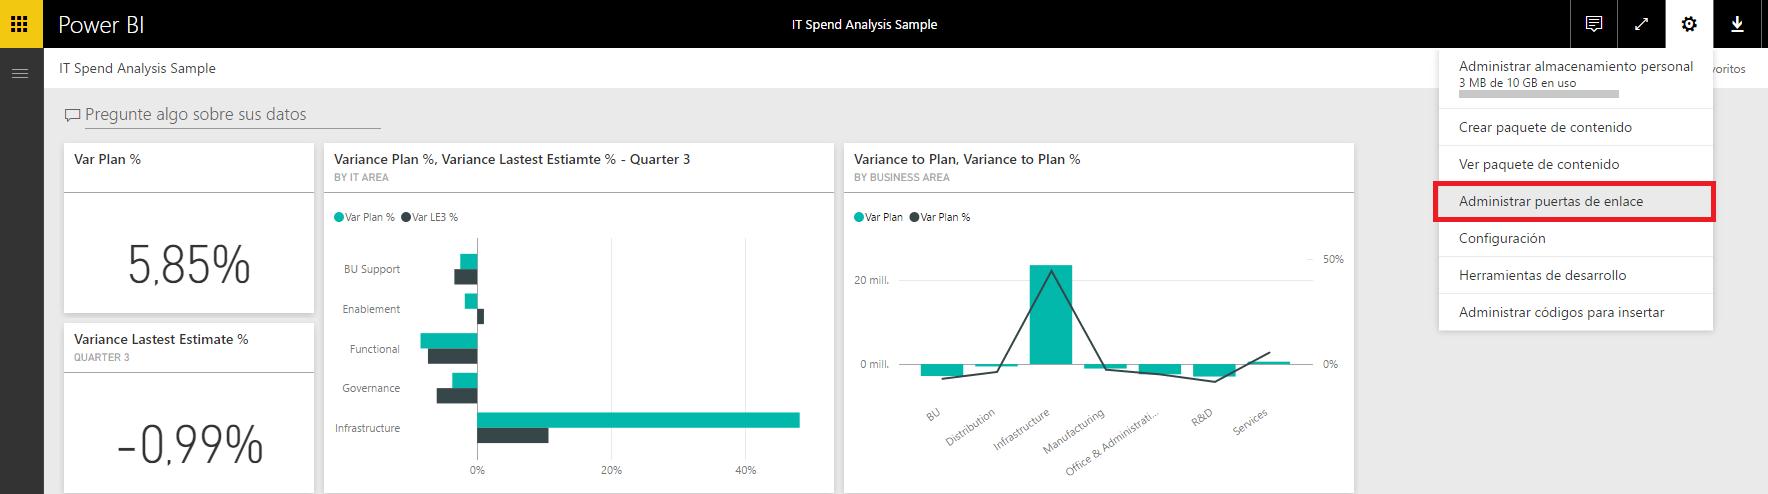 Power BI
IT Spend Analysis Sample
IT Spend Analysis Sample
voritos
Administrar almacenamiento personal
3 MB de 10 GB en uso
Crear paquete de contenido
Ver paquete de contenido
Administrar puertas de enlace
Configuración
Herramientas de desarrollo
Administrar códigos para insertar
Pregunte algo sobre sus datos
Var Plan %
5,85%
Variance Lastest Estimate %
QUARTER 3
-0,99%
Variance Plan %, Variance Lastest Estiamte % - Quarter 3
BY IT AREA
Var Plan % Var LE3 %
BU Support
Enablement
Functional
Governance
Infrastructure
0% 20% 40%
Variance to Plan, Variance to Plan %
BY BUSINESS AREA
Var Plan Var Plan %
50%
20 mill.
0 mill. 0%
BU
Distribution
Infrastructure
Manufacturing
Office & Administrati...
R&D
Services